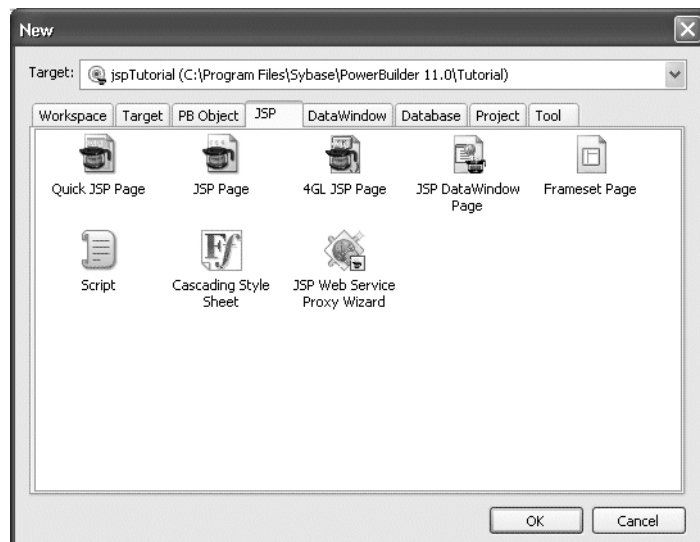 New
Target: jspTutorial (C:\Program Files\Sybase\PowerBuilder 11.0\Tutorial)
Workspace Target PB Object JSP DataWindow Database Project Tool
Quick JSP Page JSP Page 4GL JSP Page JSP DataWindow Page Frameset Page
Script Cascading Style Sheet JSP Web Service Proxy Wizard
OK Cancel